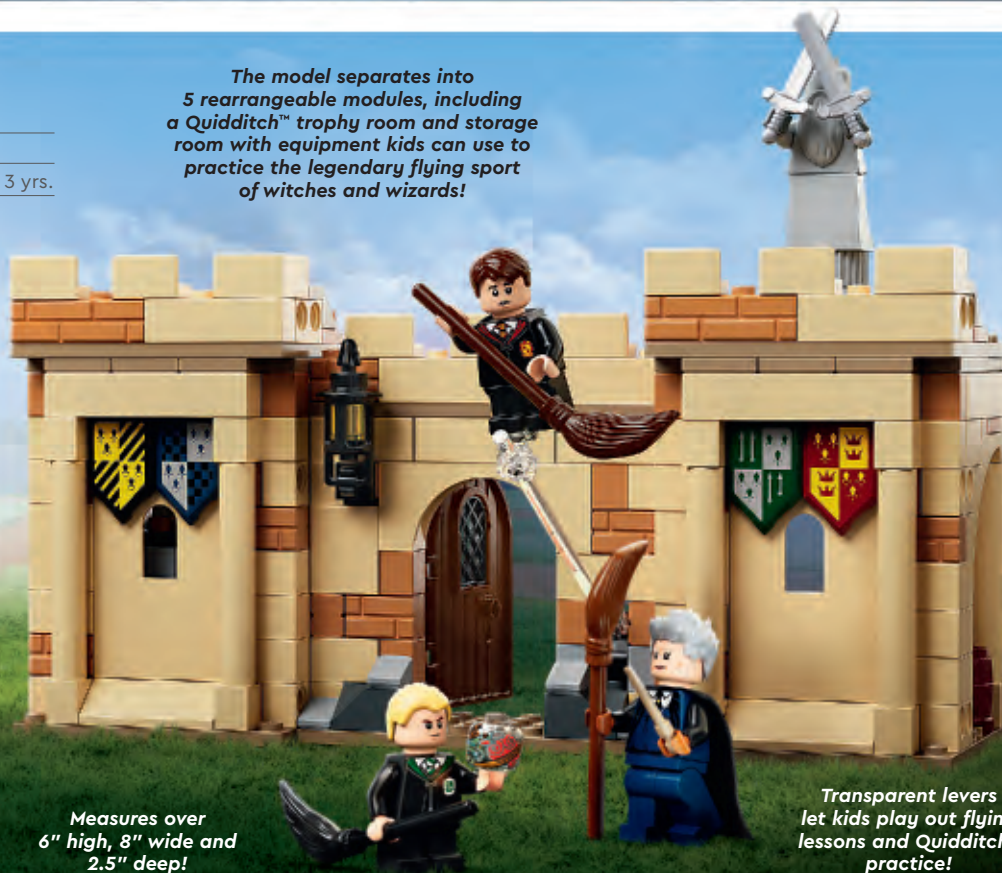 The model separates into
5 rearrangeable modules, including
a Quidditch™ trophy room and storage
room with equipment kids can use to
practice the legendary flying sport
of witches and wizards!
3 yrs.
Measures over
6" high, 8" wide and
2.5" deep!
Transparent levers
let kids play out flyin
lessons and Quidditch
practice!